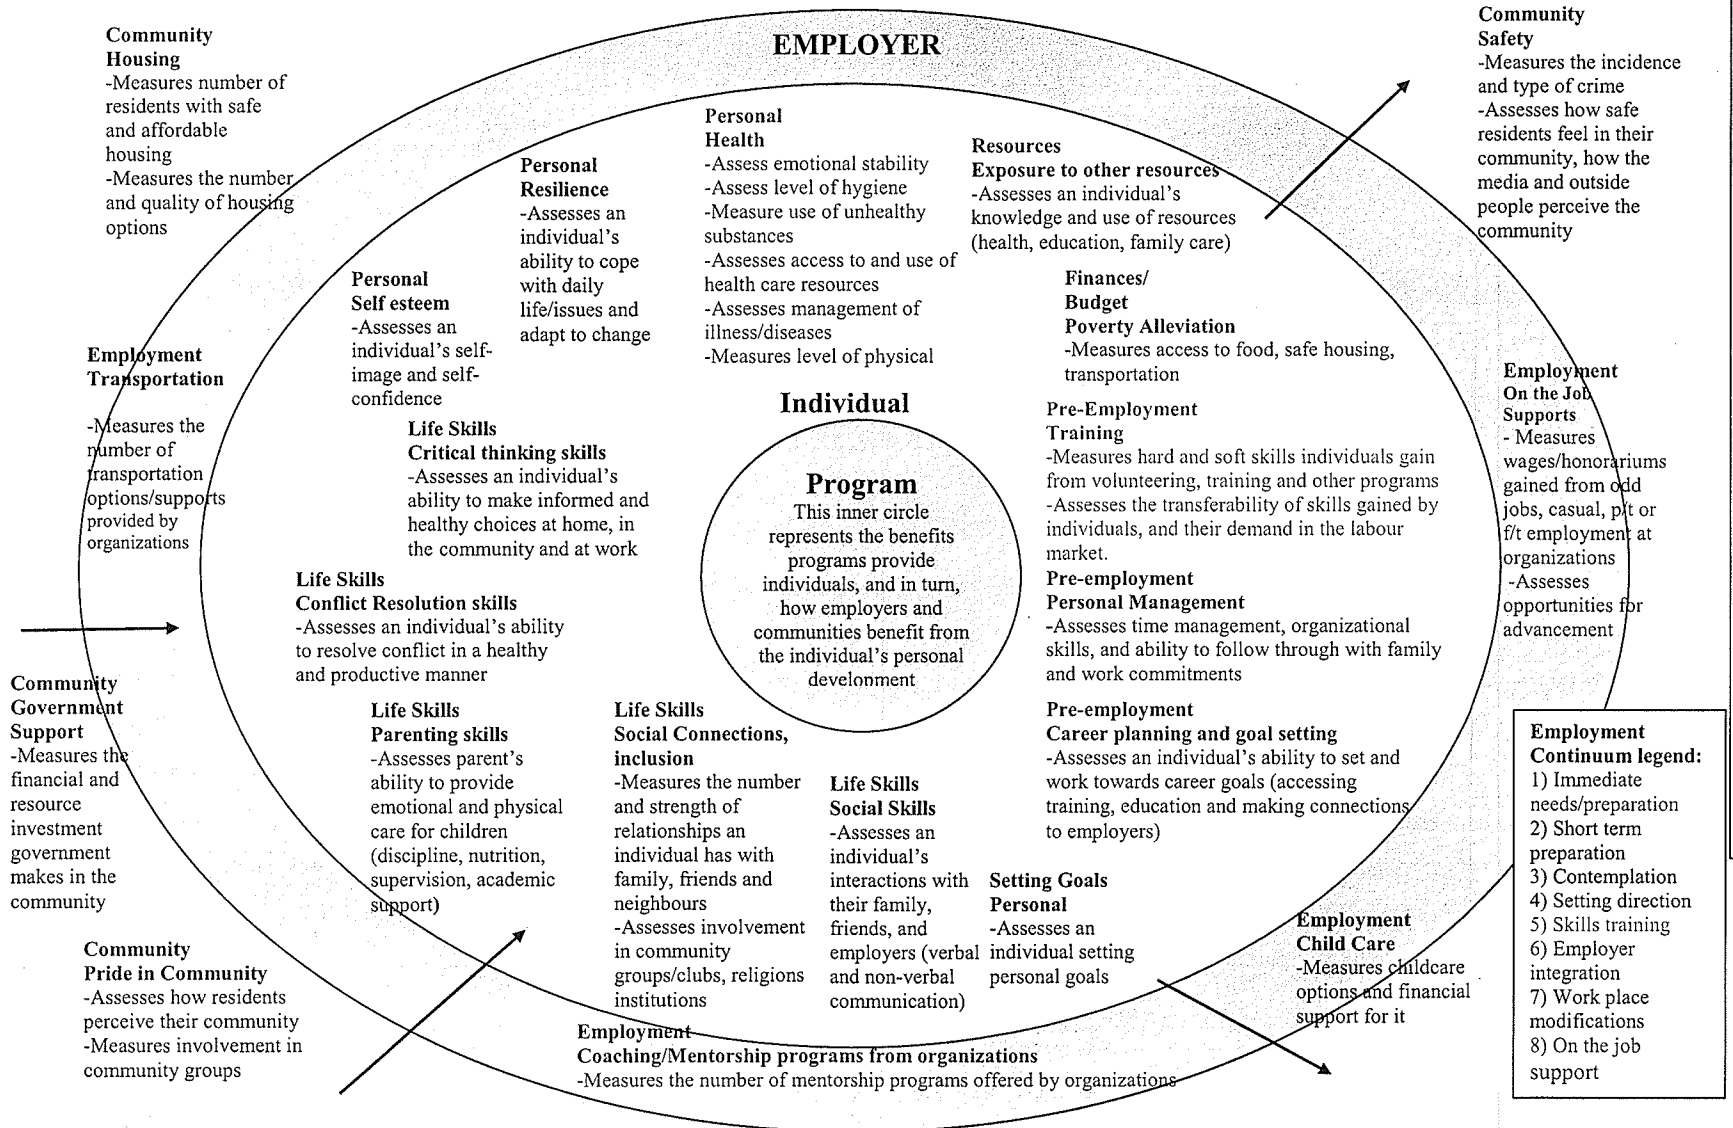 EMPLOYER
Community
Housing
-Measures number of
residents with safe
and affordable
housing
-Measures the number
and quality of housing
options
Community
Safety
-Measures the incidence
and type of crime
-Assesses how safe
residents feel in their
community, how the
media and outside
people perceive the
community
Personal
Health
-Assess emotional stability
-Assess level of hygiene
-Measure use of unhealthy
substances
-Assesses access to and use of
health care resources
-Assesses management of
illness/diseases
-Measures level of physical
Personal
Resilience
-Assesses an
individual's
ability to cope
with daily
life/issues and
adapt to change
Resources
Exposure to other resources
-Assesses an individual's
knowledge and use of resources
(health, education, family care)
Personal
Self esteem
-Assesses an
individual's self-
image and self-
confidence
Finances/
Budget
Poverty Alleviation
-Measures access to food, safe housing,
transportation
Employment
Transportation
-Measures the
number of
transportation
options/supports
provided by
organizations
Employment
On the Job
Supports
- Measures
wages/honorariums
gained from odd
jobs, casual, p/t or
f/t employment at
organizations
-Assesses
opportunities for
advancement
Life Skills
Critical thinking skills
-Assesses an individual's
ability to make informed and
healthy choices at home, in
the community and at work
Individual
Program
This inner circle
represents the benefits
programs provide
individuals, and in turn,
how employers and
communities benefit from
the individual's personal
development
Pre-Employment
Training
-Measures hard and soft skills individuals gain
from volunteering, training and other programs
-Assesses the transferability of skills gained by
individuals, and their demand in the labour
market.
Pre-employment
Personal Management
-Assesses time management, organizational
skills, and ability to follow through with family
and work commitments
Life Skills
Conflict Resolution skills
-Assesses an individual's ability
to resolve conflict in a healthy
and productive manner
Community
Government
Support
-Measures the
financial and
resource
investment
government
makes in the
community
Life Skills
Parenting skills
-Assesses parent's
ability to provide
emotional and physical
care for children
(discipline, nutrition,
supervision, academic
support)
Life Skills
Social Connections,
inclusion
-Measures the number
and strength of
relationships an
individual has with
family, friends and
neighbours
-Assesses involvement
in community
groups/clubs, religions
institutions
Life Skills
Social Skills
-Assesses an
individual's
interactions with
their family,
friends, and
employers (verbal
and non-verbal
communication)
Pre-employment
Career planning and goal setting
-Assesses an individual's ability to set and
work towards career goals (accessing
training, education and making connections
to employers)
Setting Goals
Personal
-Assesses an
individual setting
personal goals
Employment
Child Care
-Measures childcare
options and financial
support for it
Community
Pride in Community
-Assesses how residents
perceive their community
-Measures involvement in
community groups
Employment
Coaching/Mentorship programs from organizations
-Measures the number of mentorship programs offered by organizations
Employment
Continuum legend:
1) Immediate
needs/preparation
2) Short term
preparation
3) Contemplation
4) Setting direction
5) Skills training
6) Employer
integration
7) Work place
modifications
8) On the job
support